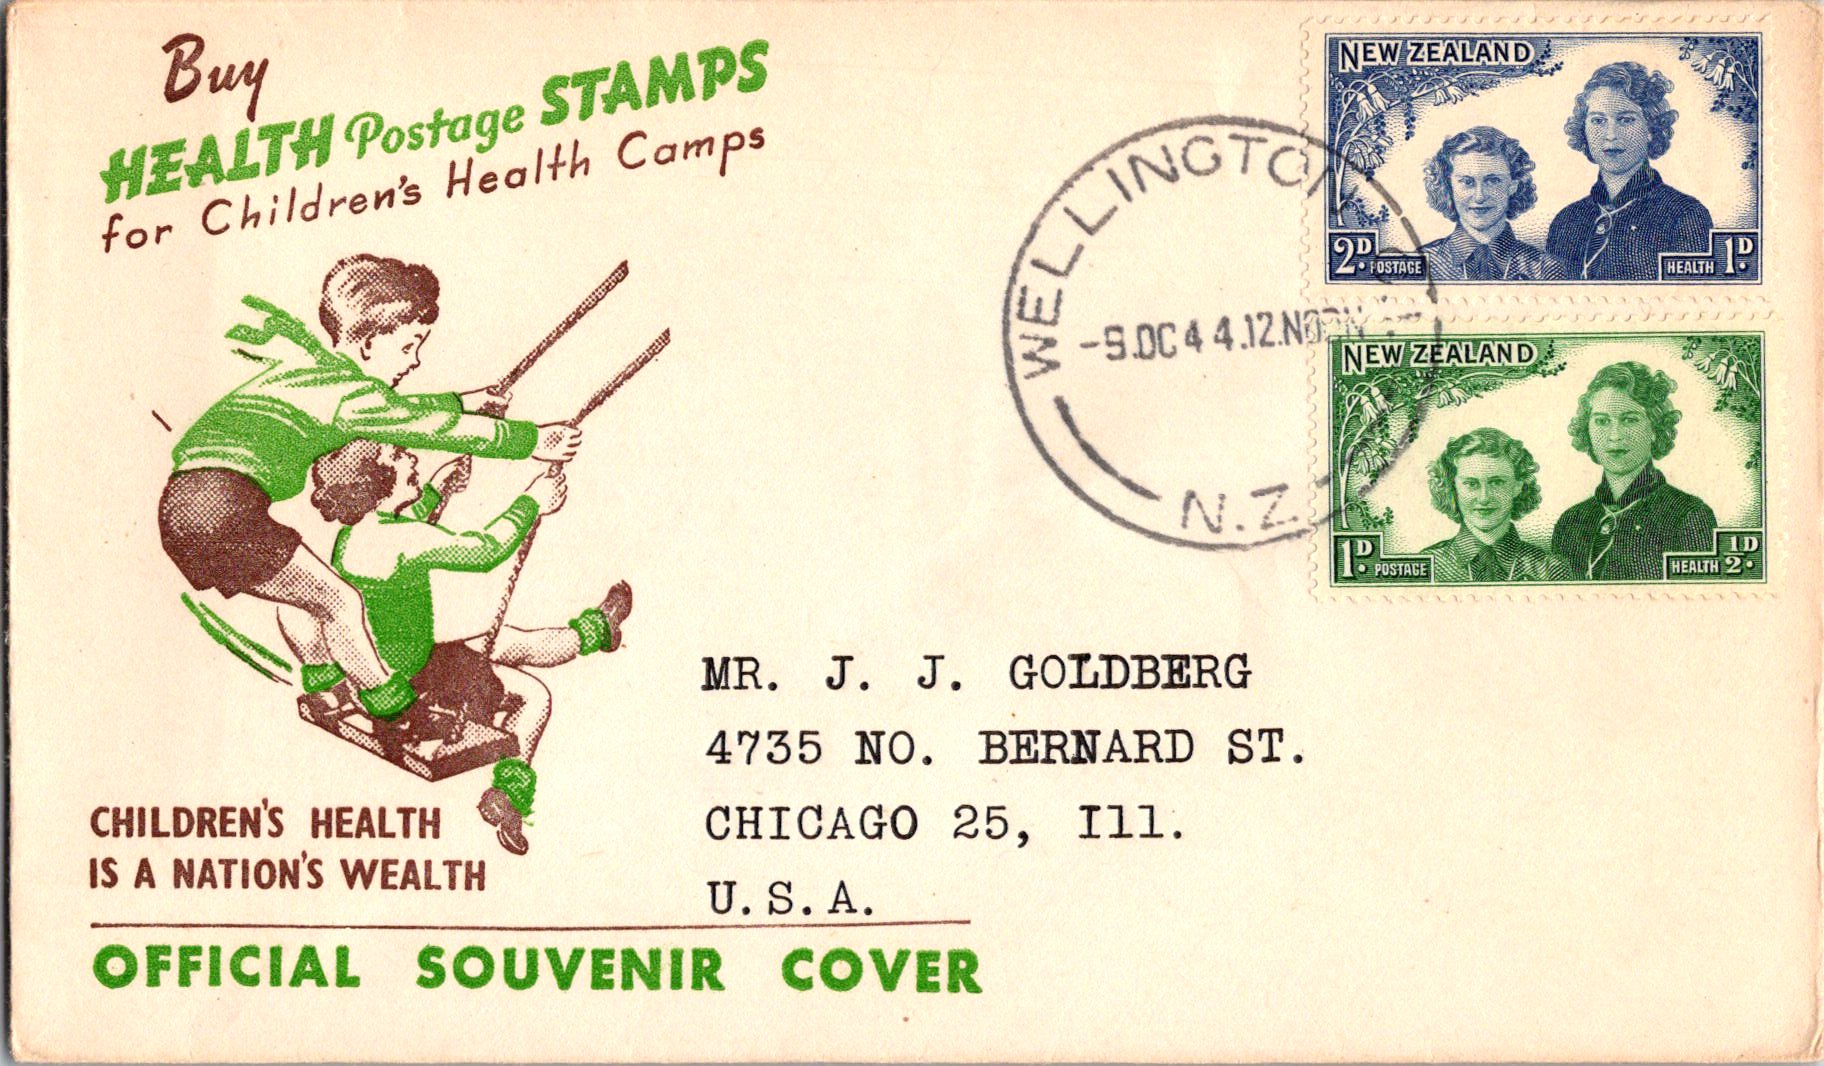 Buy
HEALTH Postage STAMPS
for Children's Health Camps
NEW ZEALAND
2D. POSTAGE HEALTH 1D.
WELLINGTON
-9.OC44.12.NOON
N.Z.
NEW ZEALAND
1D. POSTAGE HEALTH 1/2D.
MR. J. J. GOLDBERG
4735 NO. BERNARD ST.
CHICAGO 25, Ill.
U.S.A.
CHILDREN'S HEALTH
IS A NATION'S WEALTH
OFFICIAL SOUVENIR COVER